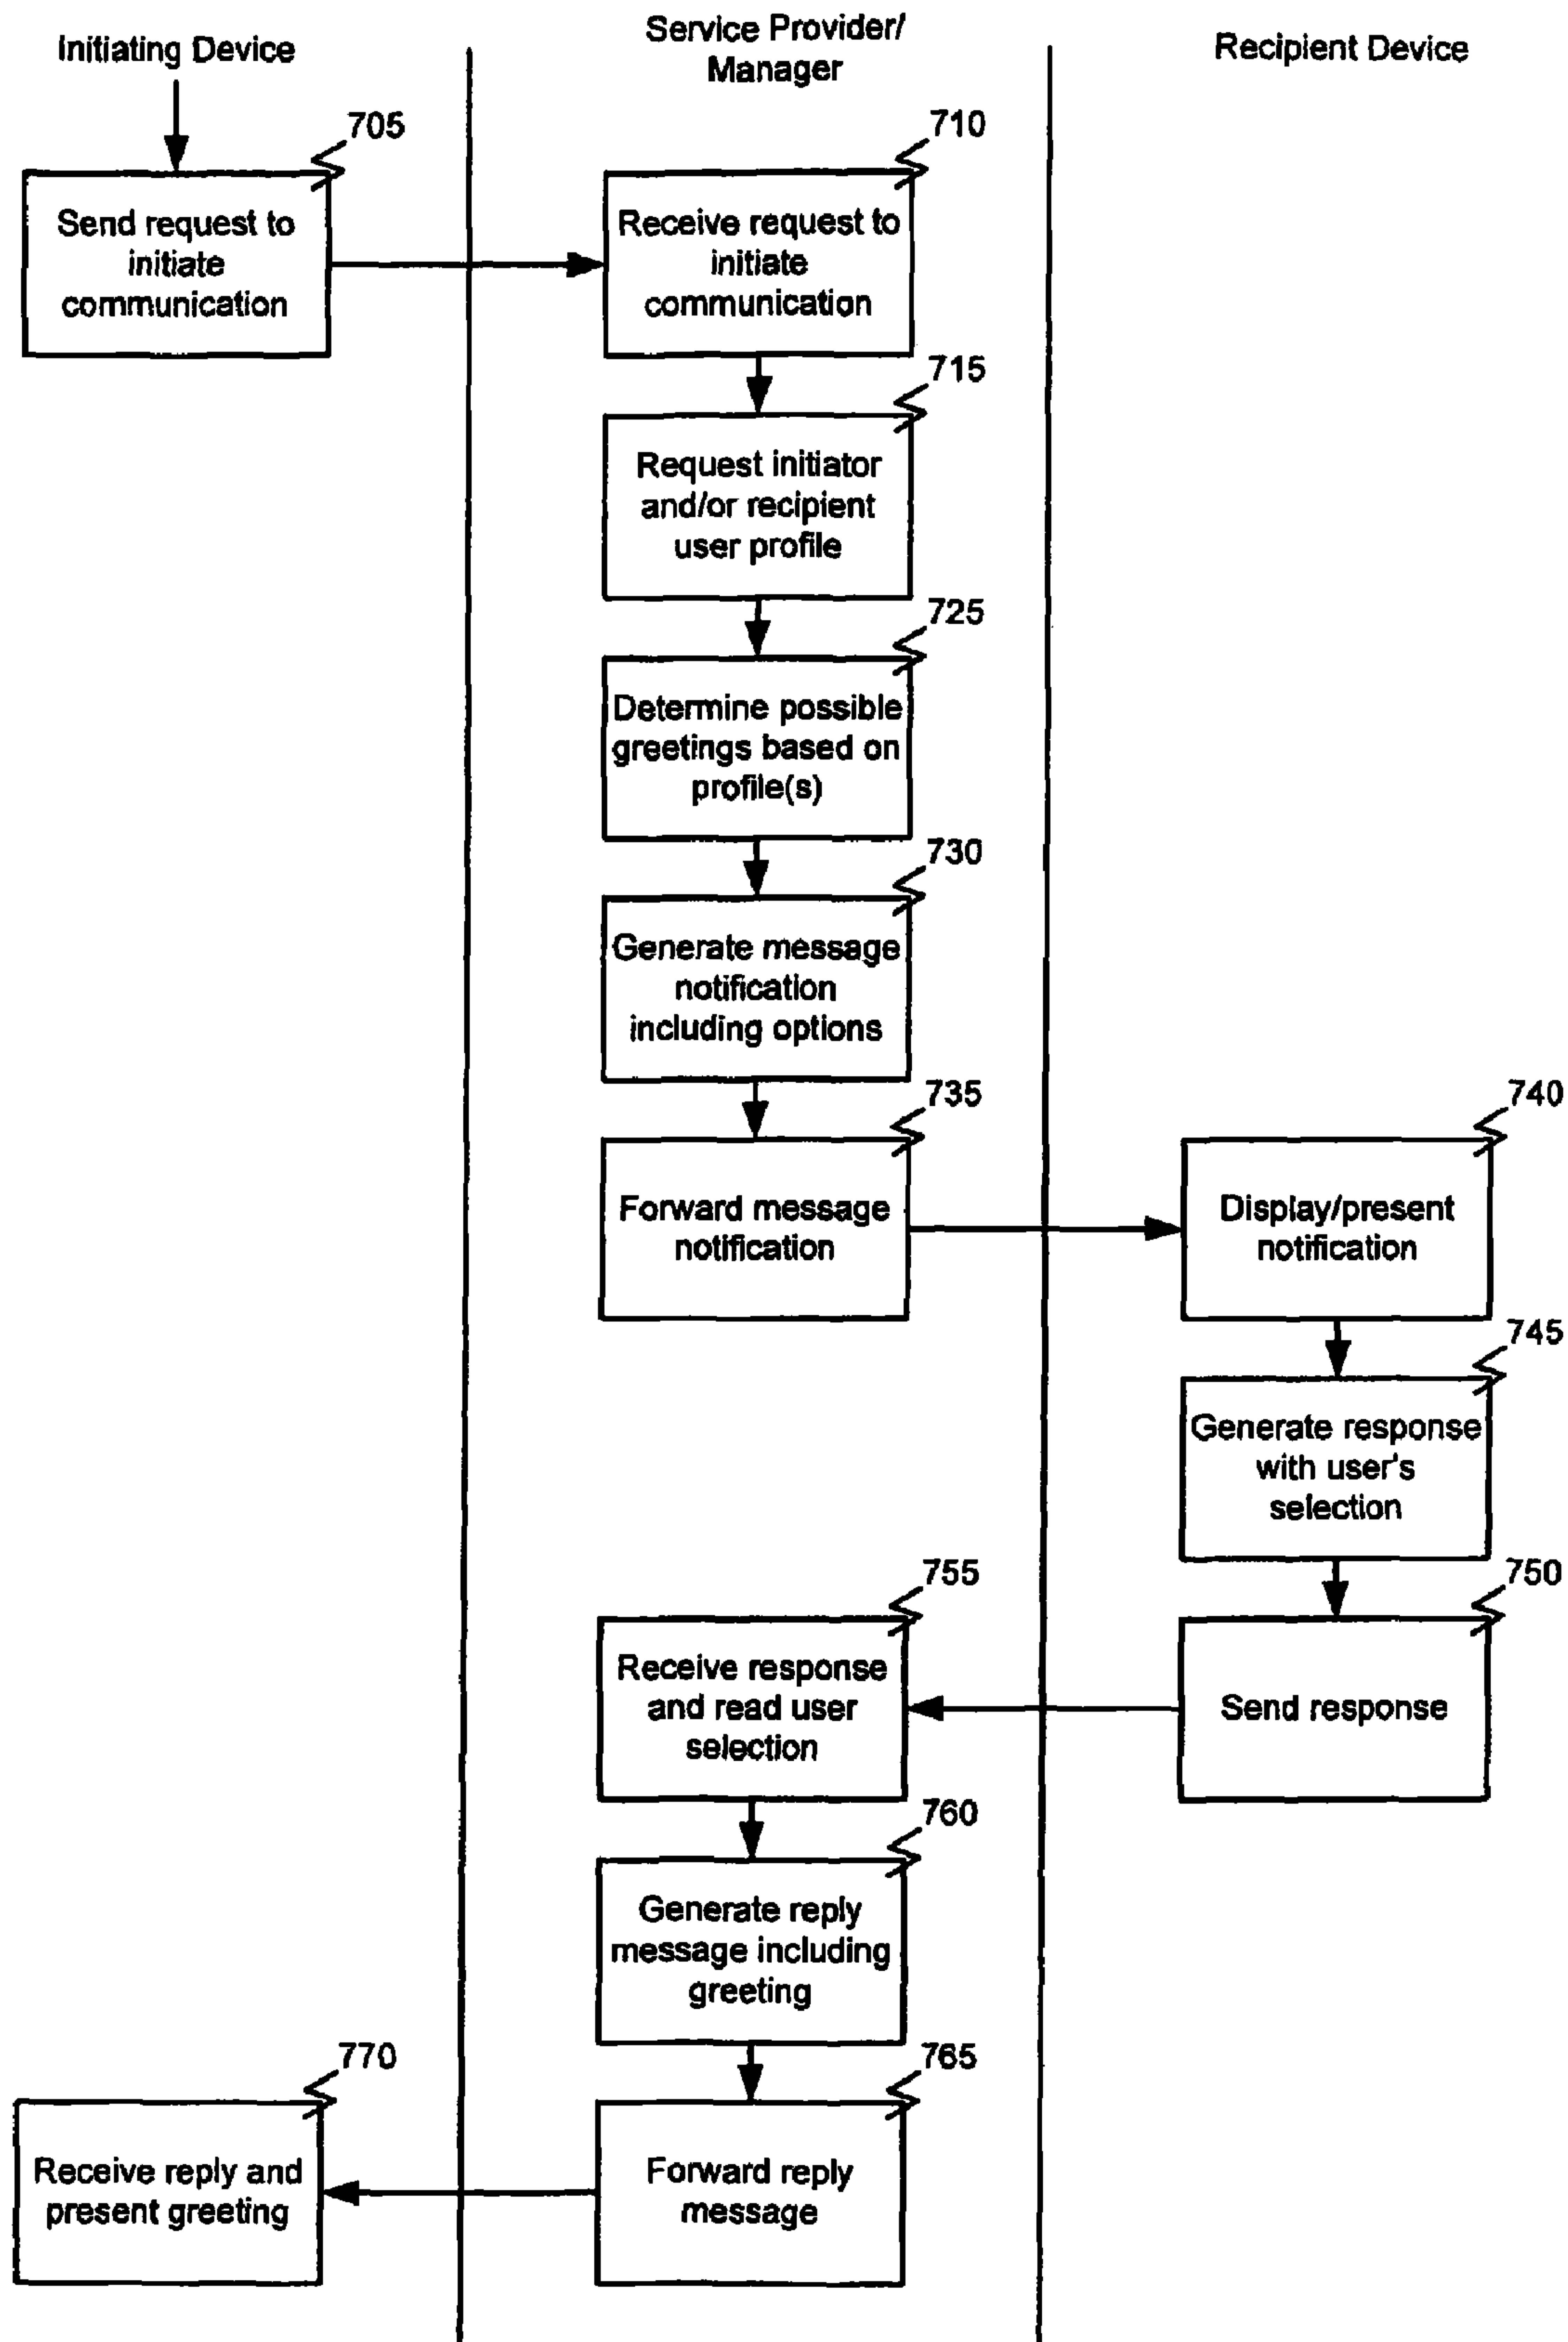 Initiating Device
Service Provider/
Manager
Recipient Device
705
Send request to
initiate
communication
710
Receive request to
initiate
communication
715
Request initiator
and/or recipient
user profile
725
Determine possible
greetings based on
profile(s)
730
Generate message
notification
including options
735
Forward message
notification
740
Display/present
notification
745
Generate response
with user's
selection
750
Send response
755
Receive response
and read user
selection
760
Generate reply
message including
greeting
765
Forward reply
message
770
Receive reply and
present greeting